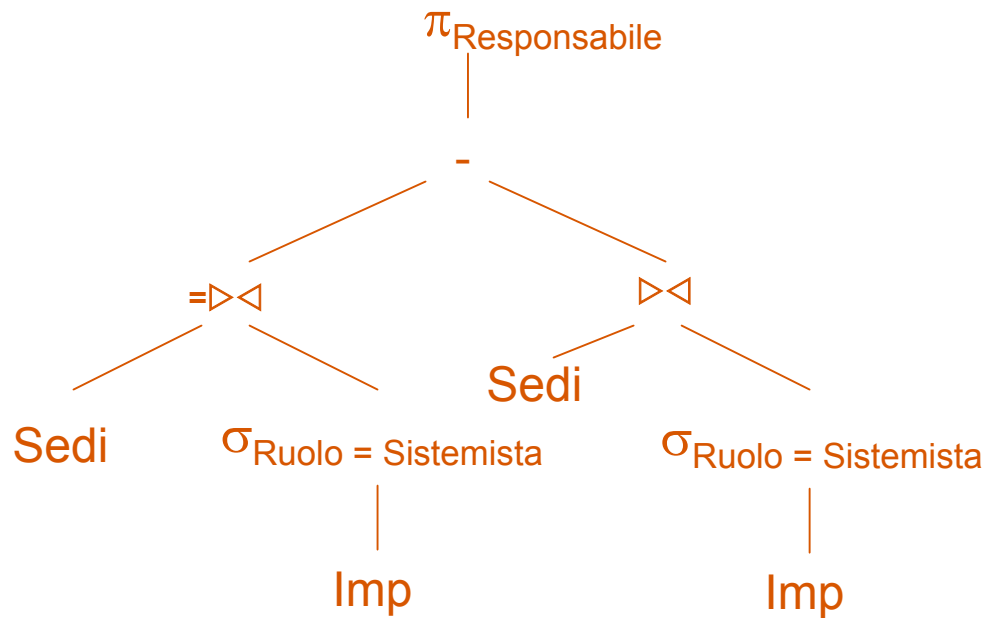 πResponsabile
-
=▷◁ ▷◁
Sedi
Sedi σRuolo = Sistemista σRuolo = Sistemista
Imp Imp